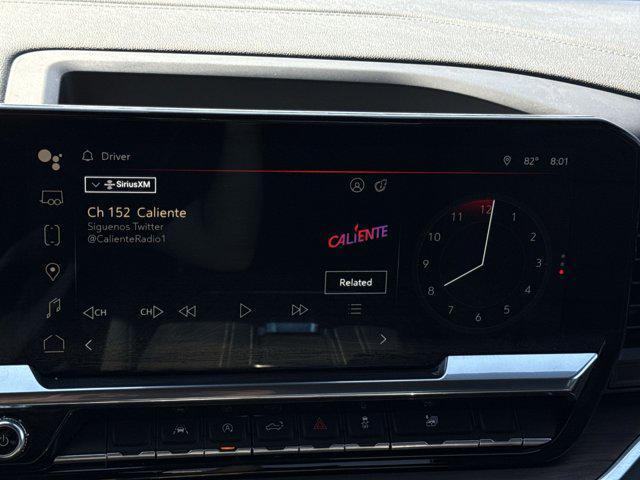 Driver
82° 8:01
SiriusXM
Ch 152 Caliente
Siguenos Twitter
@CalienteRadio1
CALIENTE
Related
CH CH
12
11 1
10 2
9 3
8 4
7 5
6